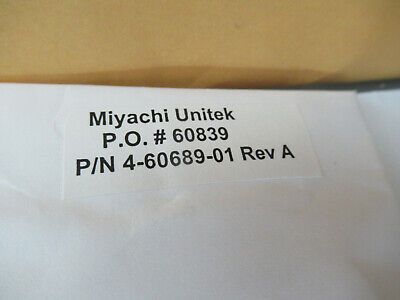 Miyachi Unitek
P.O. # 60839
P/N 4-60689-01 Rev A